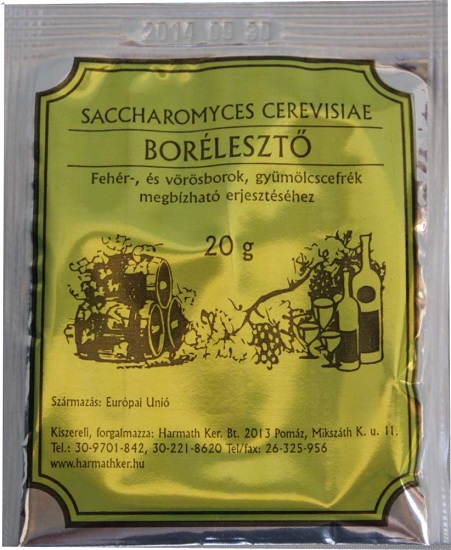 2014 09 30
SACCHAROMYCES CEREVISIAE
BORÉLESZTŐ
Fehér-, és vörösborok, gyümölcscefrék
megbízható erjesztéséhez
20 g
Származás: Európai Unió
Kiszereli, forgalmazza: Harmath Ker. Bt. 2013 Pomáz, Mikszáth K. u. 11.
Tel.: 30-9701-842, 30-221-8620 Tel/fax: 26-325-956
www.harmathker.hu